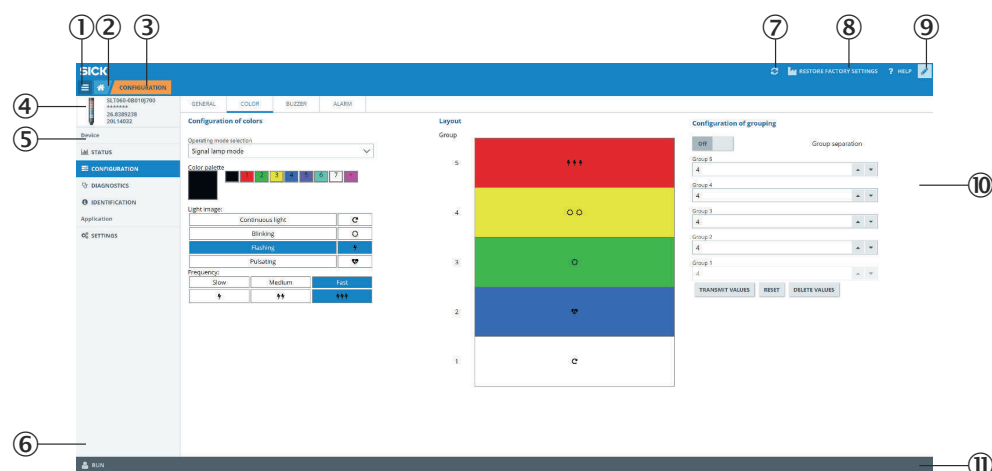 ① ② ③ ⑦ ⑧ ⑨
SICK
RESTORE FACTORY SETTINGS ? HELP
CONFIGURATION
④
SLT060-0B010J700
*******
26.8389238
20L14032
GENERAL COLOR BUZZER ALARM
Configuration of colors
Layout
Configuration of grouping
⑤
Device
STATUS
CONFIGURATION
DIAGNOSTICS
IDENTIFICATION
Application
SETTINGS
⑥
Operating mode selection
Signal lamp mode
Color palette
1 2 3 4 5 6 7
Light image:
Continuous light
Blinking
Flashing
Pulsating
Frequency:
Slow Medium Fast
Group
5
4
3
2
1
Off Group separation
Group 5
4
Group 4
4
Group 3
4
Group 2
4
Group 1
4
TRANSMIT VALUES RESET DELETE VALUES
⑩
RUN
⑪